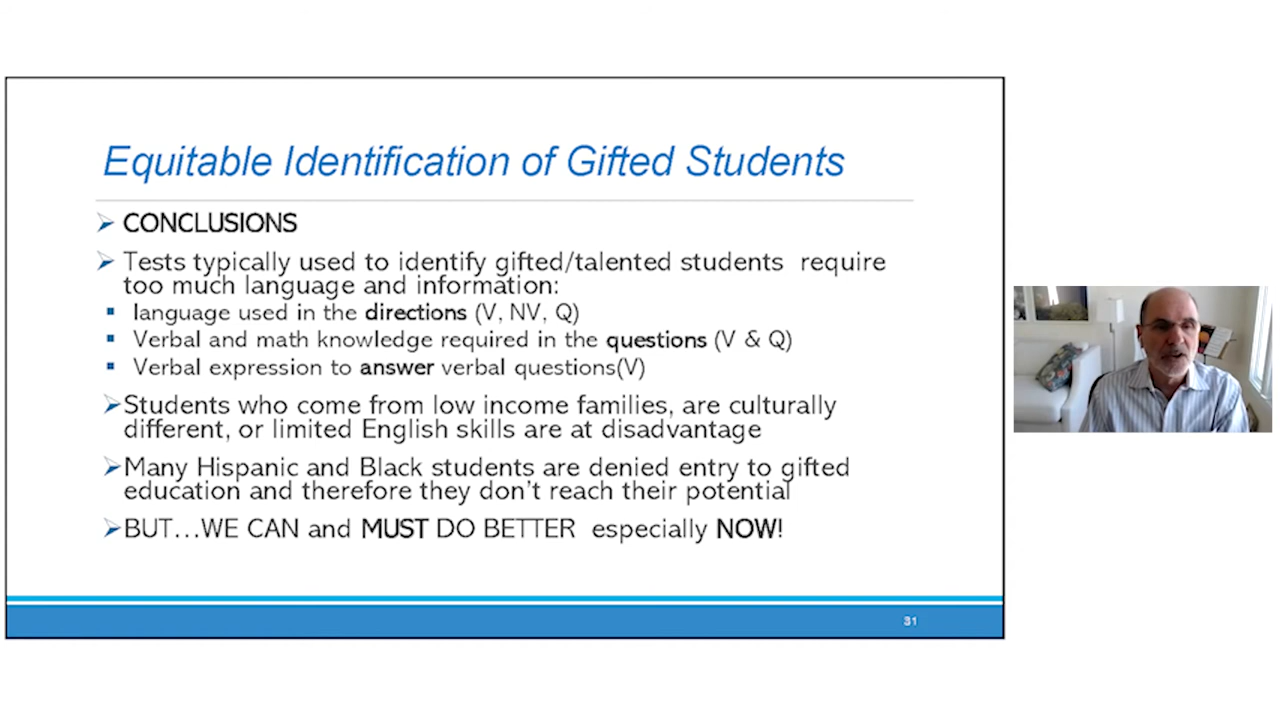 Equitable Identification of Gifted Students
CONCLUSIONS
Tests typically used to identify gifted/talented students require
too much language and information:
language used in the directions (V, NV, Q)
Verbal and math knowledge required in the questions (V & Q)
Verbal expression to answer verbal questions(V)
Students who come from low income families, are culturally
different, or limited English skills are at disadvantage
Many Hispanic and Black students are denied entry to gifted
education and therefore they don't reach their potential
BUT…WE CAN and MUST DO BETTER especially NOW!
31